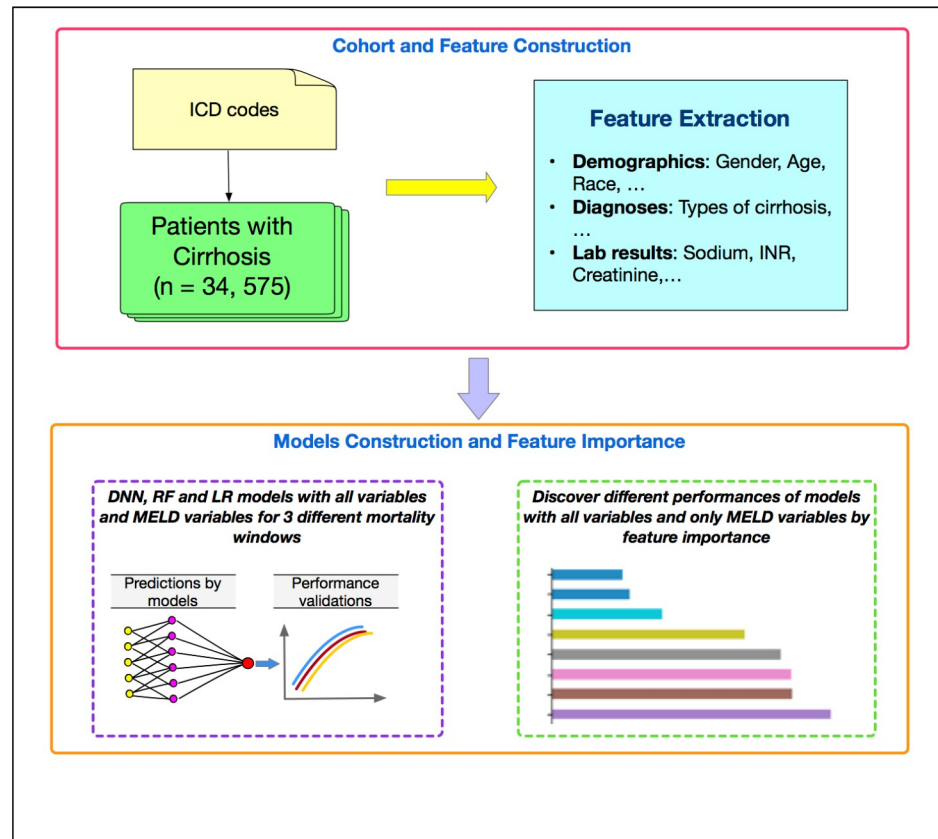 Cohort and Feature Construction
ICD codes
Patients with
Cirrhosis
(n = 34, 575)
Feature Extraction
• Demographics: Gender, Age,
Race, …
• Diagnoses: Types of cirrhosis,
…
• Lab results: Sodium, INR,
Creatinine,…
Models Construction and Feature Importance
DNN, RF and LR models with all variables
and MELD variables for 3 different mortality
windows
Predictions by
models
Performance
validations
Discover different performances of models
with all variables and only MELD variables by
feature importance